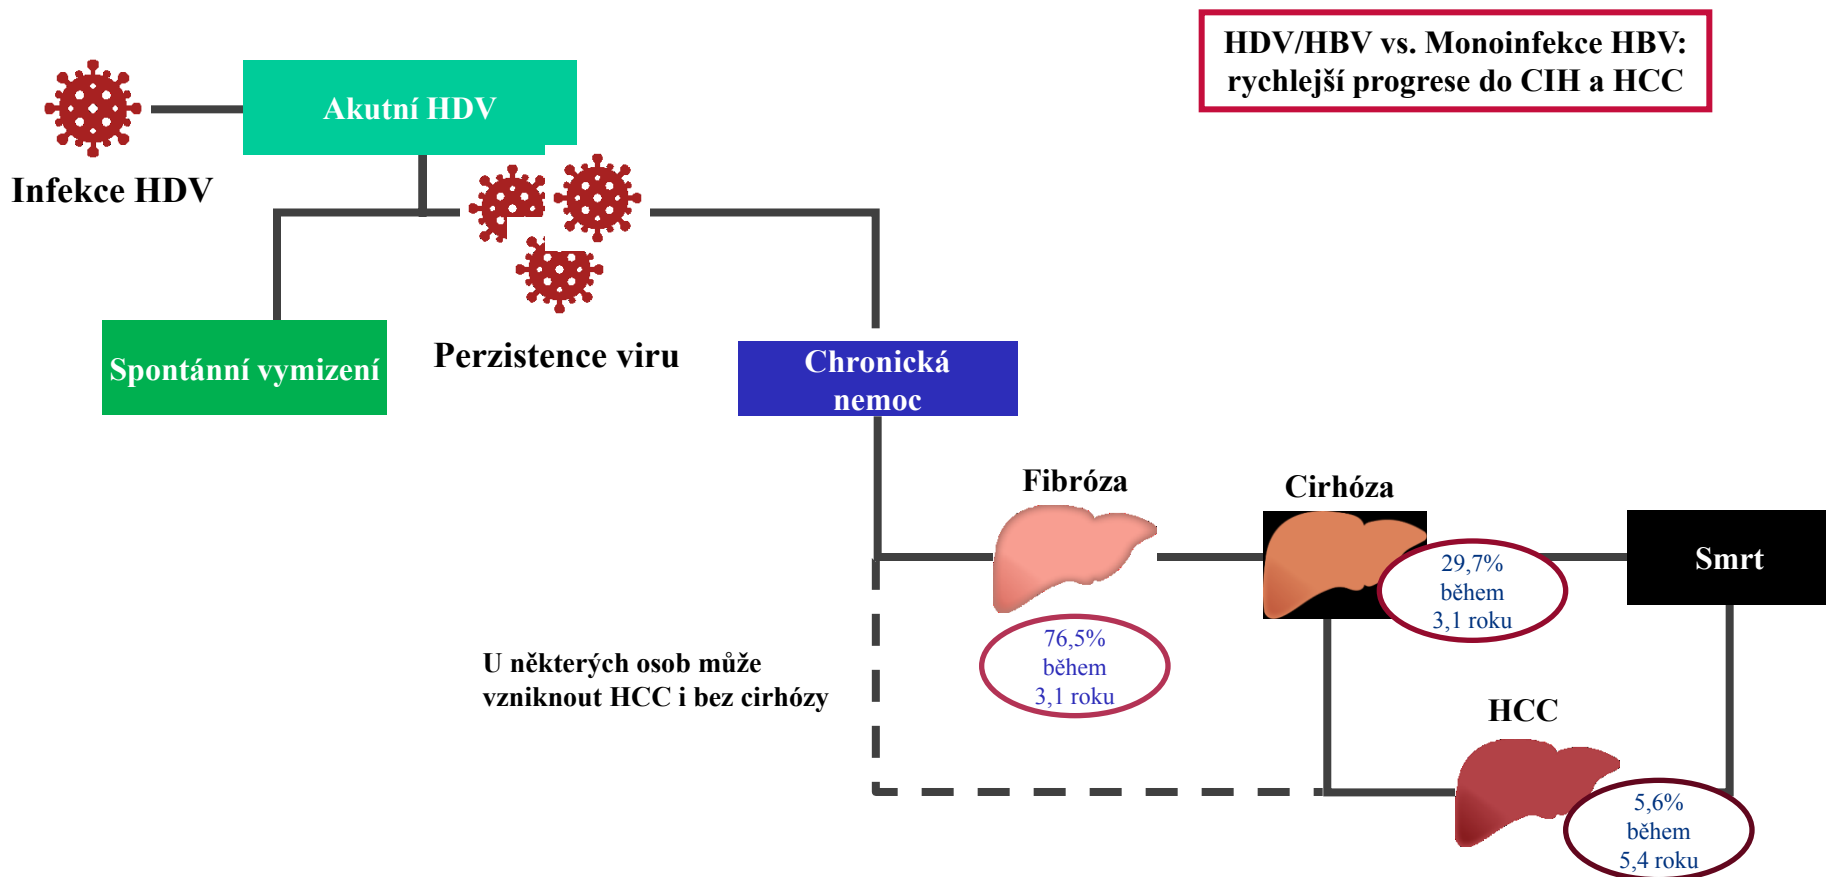 HDV/HBV vs. Monoinfekce HBV:
rychlejší progrese do CIH a HCC
Akutní HDV
Infekce HDV
Spontánní vymizení
Perzistence viru
Chronická
nemoc
Fibróza
Cirhóza
Smrt
29,7%
během
3,1 roku
76,5%
během
3,1 roku
U některých osob může
vzniknout HCC i bez cirhózy
HCC
5,6%
během
5,4 roku